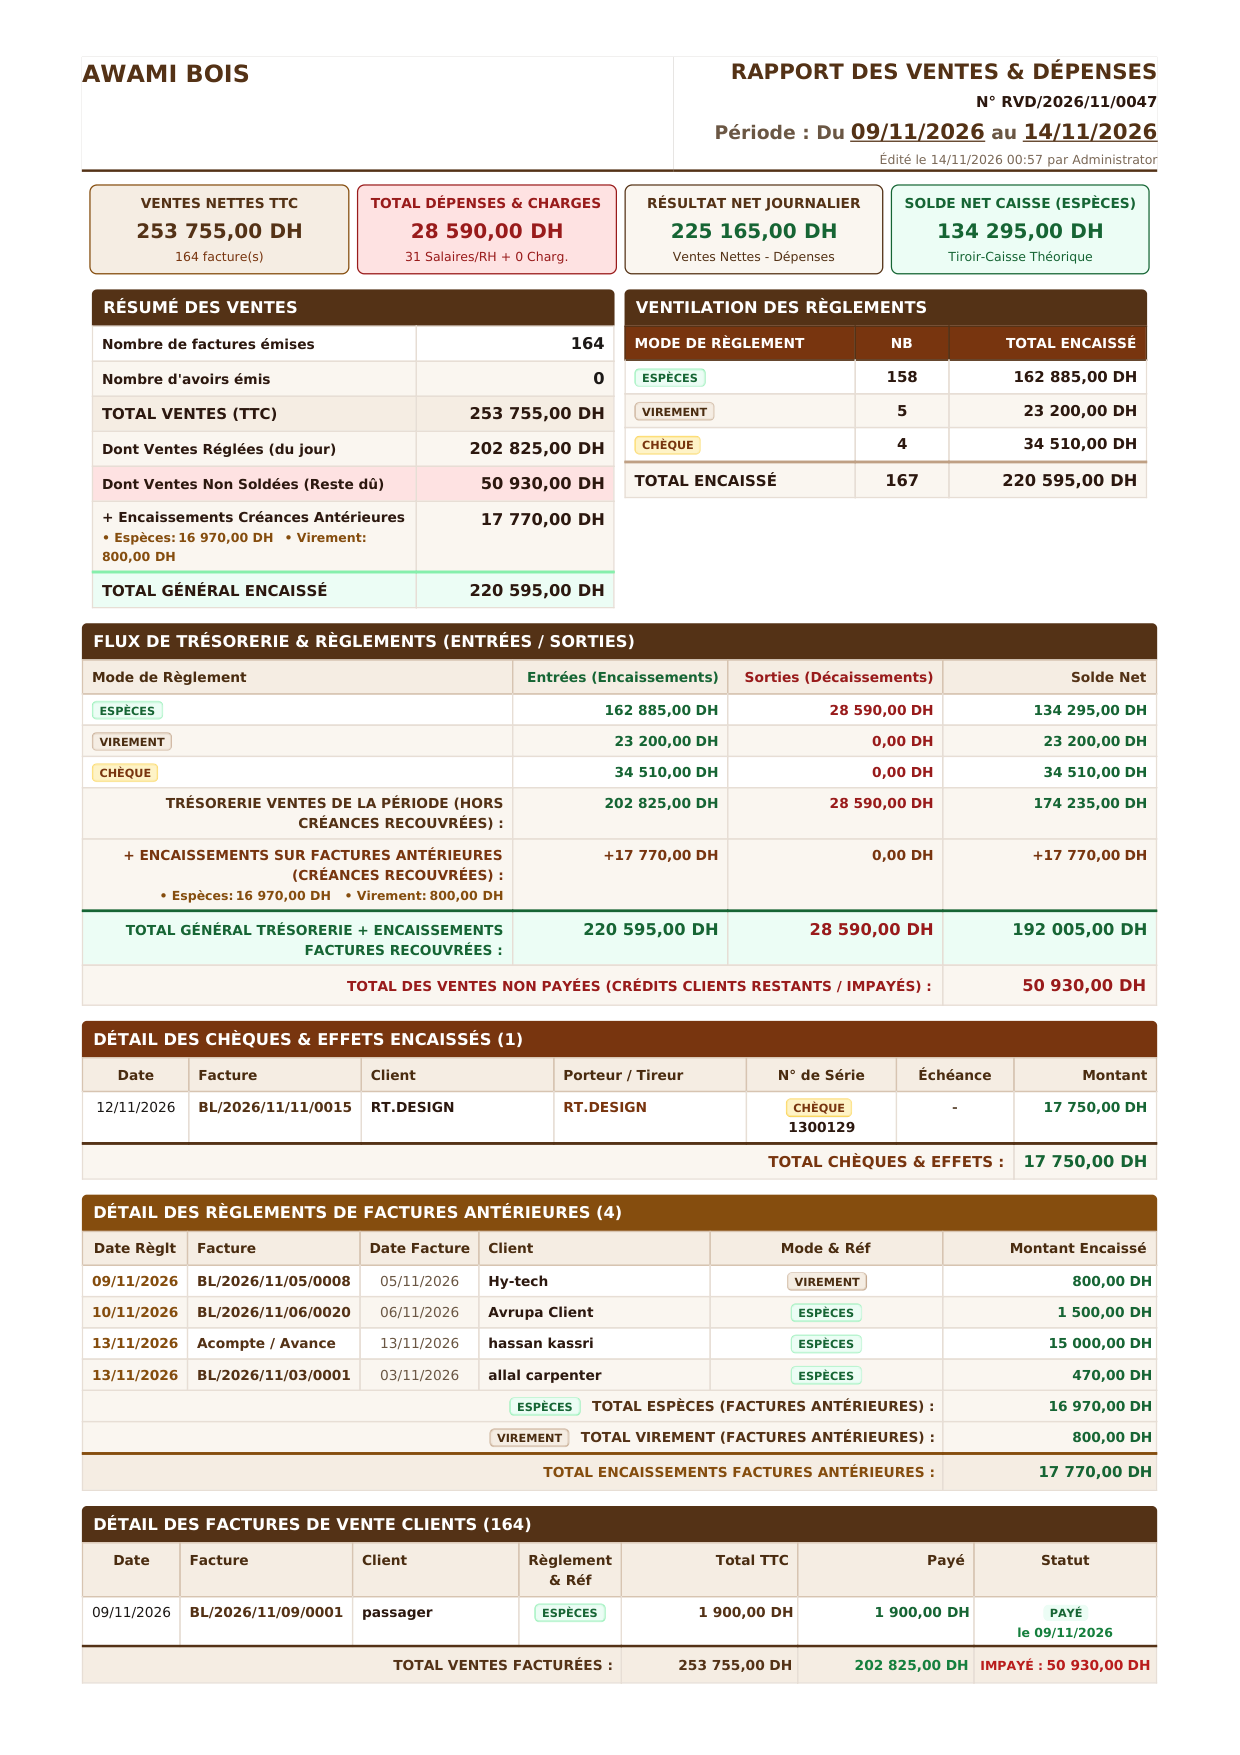 AWAMI BOIS
RAPPORT DES VENTES & DÉPENSES
N° RVD/2026/11/0047
Période : Du 09/11/2026 au 14/11/2026
Édité le 14/11/2026 00:57 par Administrator
VENTES NETTES TTC
253 755,00 DH
164 facture(s)
TOTAL DÉPENSES & CHARGES
28 590,00 DH
31 Salaires/RH + 0 Charg.
RÉSULTAT NET JOURNALIER
225 165,00 DH
Ventes Nettes - Dépenses
SOLDE NET CAISSE (ESPÈCES)
134 295,00 DH
Tiroir-Caisse Théorique
RÉSUMÉ DES VENTES
Nombre de factures émises 164
Nombre d'avoirs émis 0
TOTAL VENTES (TTC) 253 755,00 DH
Dont Ventes Réglées (du jour) 202 825,00 DH
Dont Ventes Non Soldées (Reste dû) 50 930,00 DH
+ Encaissements Créances Antérieures 17 770,00 DH
• Espèces: 16 970,00 DH • Virement:
800,00 DH
TOTAL GÉNÉRAL ENCAISSÉ 220 595,00 DH
VENTILATION DES RÈGLEMENTS
MODE DE RÈGLEMENT NB TOTAL ENCAISSÉ
ESPÈCES 158 162 885,00 DH
VIREMENT 5 23 200,00 DH
CHÈQUE 4 34 510,00 DH
TOTAL ENCAISSÉ 167 220 595,00 DH
FLUX DE TRÉSORERIE & RÈGLEMENTS (ENTRÉES / SORTIES)
Mode de Règlement Entrées (Encaissements) Sorties (Décaissements) Solde Net
ESPÈCES 162 885,00 DH 28 590,00 DH 134 295,00 DH
VIREMENT 23 200,00 DH 0,00 DH 23 200,00 DH
CHÈQUE 34 510,00 DH 0,00 DH 34 510,00 DH
TRÉSORERIE VENTES DE LA PÉRIODE (HORS 202 825,00 DH 28 590,00 DH 174 235,00 DH
CRÉANCES RECOUVRÉES) :
+ ENCAISSEMENTS SUR FACTURES ANTÉRIEURES +17 770,00 DH 0,00 DH +17 770,00 DH
(CRÉANCES RECOUVRÉES) :
• Espèces: 16 970,00 DH • Virement: 800,00 DH
TOTAL GÉNÉRAL TRÉSORERIE + ENCAISSEMENTS 220 595,00 DH 28 590,00 DH 192 005,00 DH
FACTURES RECOUVRÉES :
TOTAL DES VENTES NON PAYÉES (CRÉDITS CLIENTS RESTANTS / IMPAYÉS) : 50 930,00 DH
DÉTAIL DES CHÈQUES & EFFETS ENCAISSÉS (1)
Date Facture Client Porteur / Tireur N° de Série Échéance Montant
12/11/2026 BL/2026/11/11/0015 RT.DESIGN RT.DESIGN CHÈQUE - 17 750,00 DH
1300129
TOTAL CHÈQUES & EFFETS : 17 750,00 DH
DÉTAIL DES RÈGLEMENTS DE FACTURES ANTÉRIEURES (4)
Date Règlt Facture Date Facture Client Mode & Réf Montant Encaissé
09/11/2026 BL/2026/11/05/0008 05/11/2026 Hy-tech VIREMENT 800,00 DH
10/11/2026 BL/2026/11/06/0020 06/11/2026 Avrupa Client ESPÈCES 1 500,00 DH
13/11/2026 Acompte / Avance 13/11/2026 hassan kassri ESPÈCES 15 000,00 DH
13/11/2026 BL/2026/11/03/0001 03/11/2026 allal carpenter ESPÈCES 470,00 DH
ESPÈCES TOTAL ESPÈCES (FACTURES ANTÉRIEURES) : 16 970,00 DH
VIREMENT TOTAL VIREMENT (FACTURES ANTÉRIEURES) : 800,00 DH
TOTAL ENCAISSEMENTS FACTURES ANTÉRIEURES : 17 770,00 DH
DÉTAIL DES FACTURES DE VENTE CLIENTS (164)
Date Facture Client Règlement Total TTC Payé Statut
& Réf
09/11/2026 BL/2026/11/09/0001 passager ESPÈCES 1 900,00 DH 1 900,00 DH PAYÉ
le 09/11/2026
TOTAL VENTES FACTURÉES : 253 755,00 DH 202 825,00 DH IMPAYÉ : 50 930,00 DH